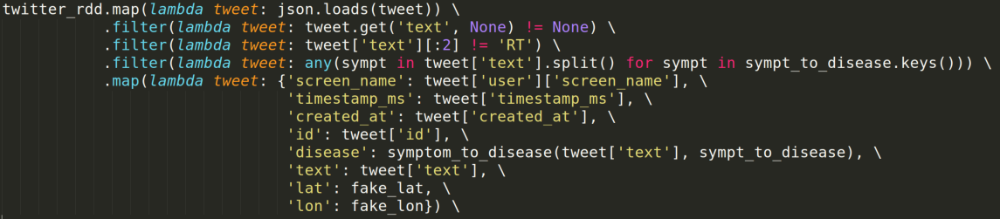 twitter_rdd.map(lambda tweet: json.loads(tweet)) \
.filter(lambda tweet: tweet.get('text', None) != None) \
.filter(lambda tweet: tweet['text'][:2] != 'RT') \
.filter(lambda tweet: any(sympt in tweet['text'].split() for sympt in sympt_to_disease.keys())) \
.map(lambda tweet: {'screen_name': tweet['user']['screen_name'], \
'timestamp_ms': tweet['timestamp_ms'], \
'created_at': tweet['created_at'], \
'id': tweet['id'], \
'disease': symptom_to_disease(tweet['text'], sympt_to_disease), \
'text': tweet['text'], \
'lat': fake_lat, \
'lon': fake_lon}) \